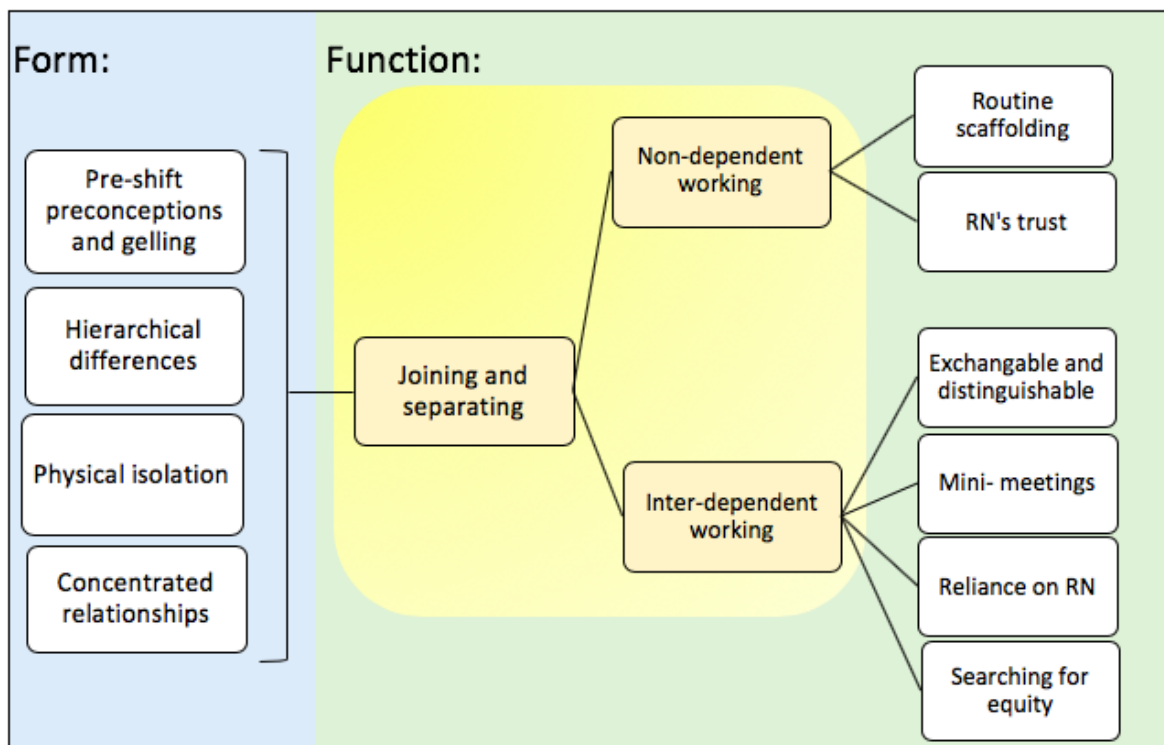 Form:
Pre-shift
preconceptions
and gelling
Hierarchical
differences
Physical isolation
Concentrated
relationships
Function:
Joining and
separating
Non-dependent
working
Inter-dependent
working
Routine
scaffolding
RN's trust
Exchangable and
distinguishable
Mini- meetings
Reliance on RN
Searching for
equity